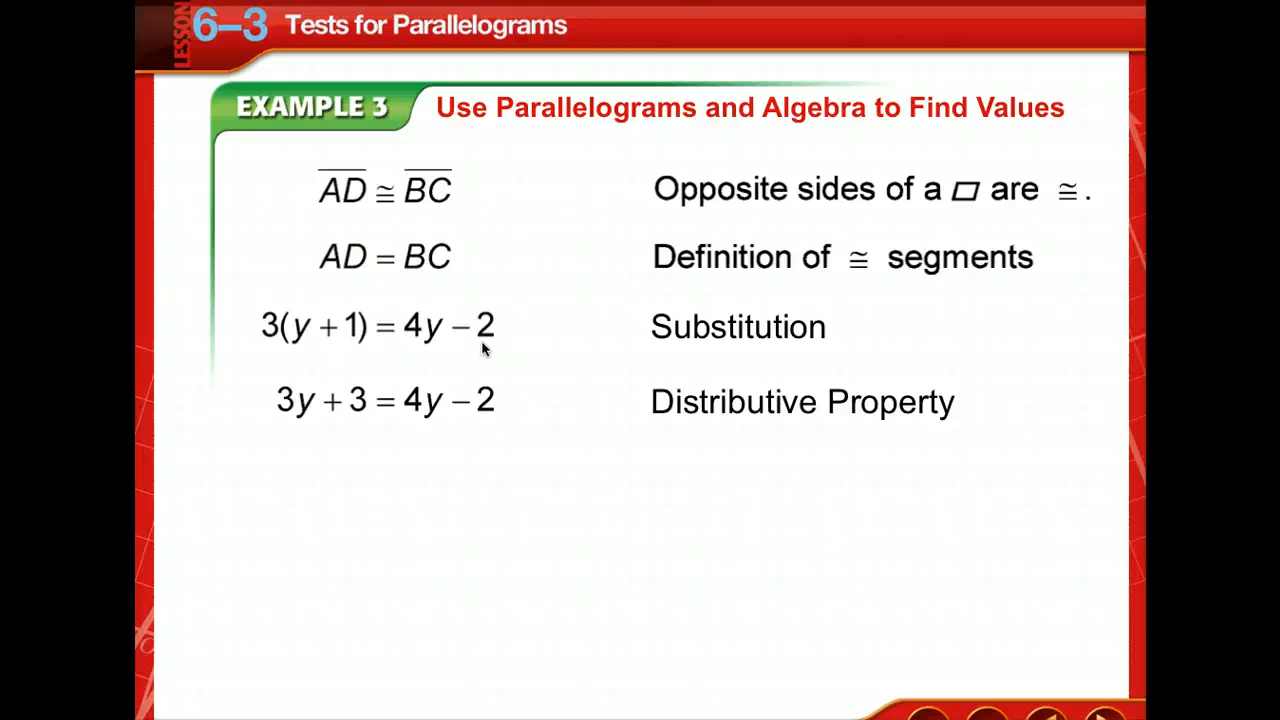 LESSON 6–3 Tests for Parallelograms
EXAMPLE 3 Use Parallelograms and Algebra to Find Values
AD ≅ BC Opposite sides of a ▱ are ≅ .
AD = BC Definition of ≅ segments
3(y + 1) = 4y − 2 Substitution
3y + 3 = 4y − 2 Distributive Property